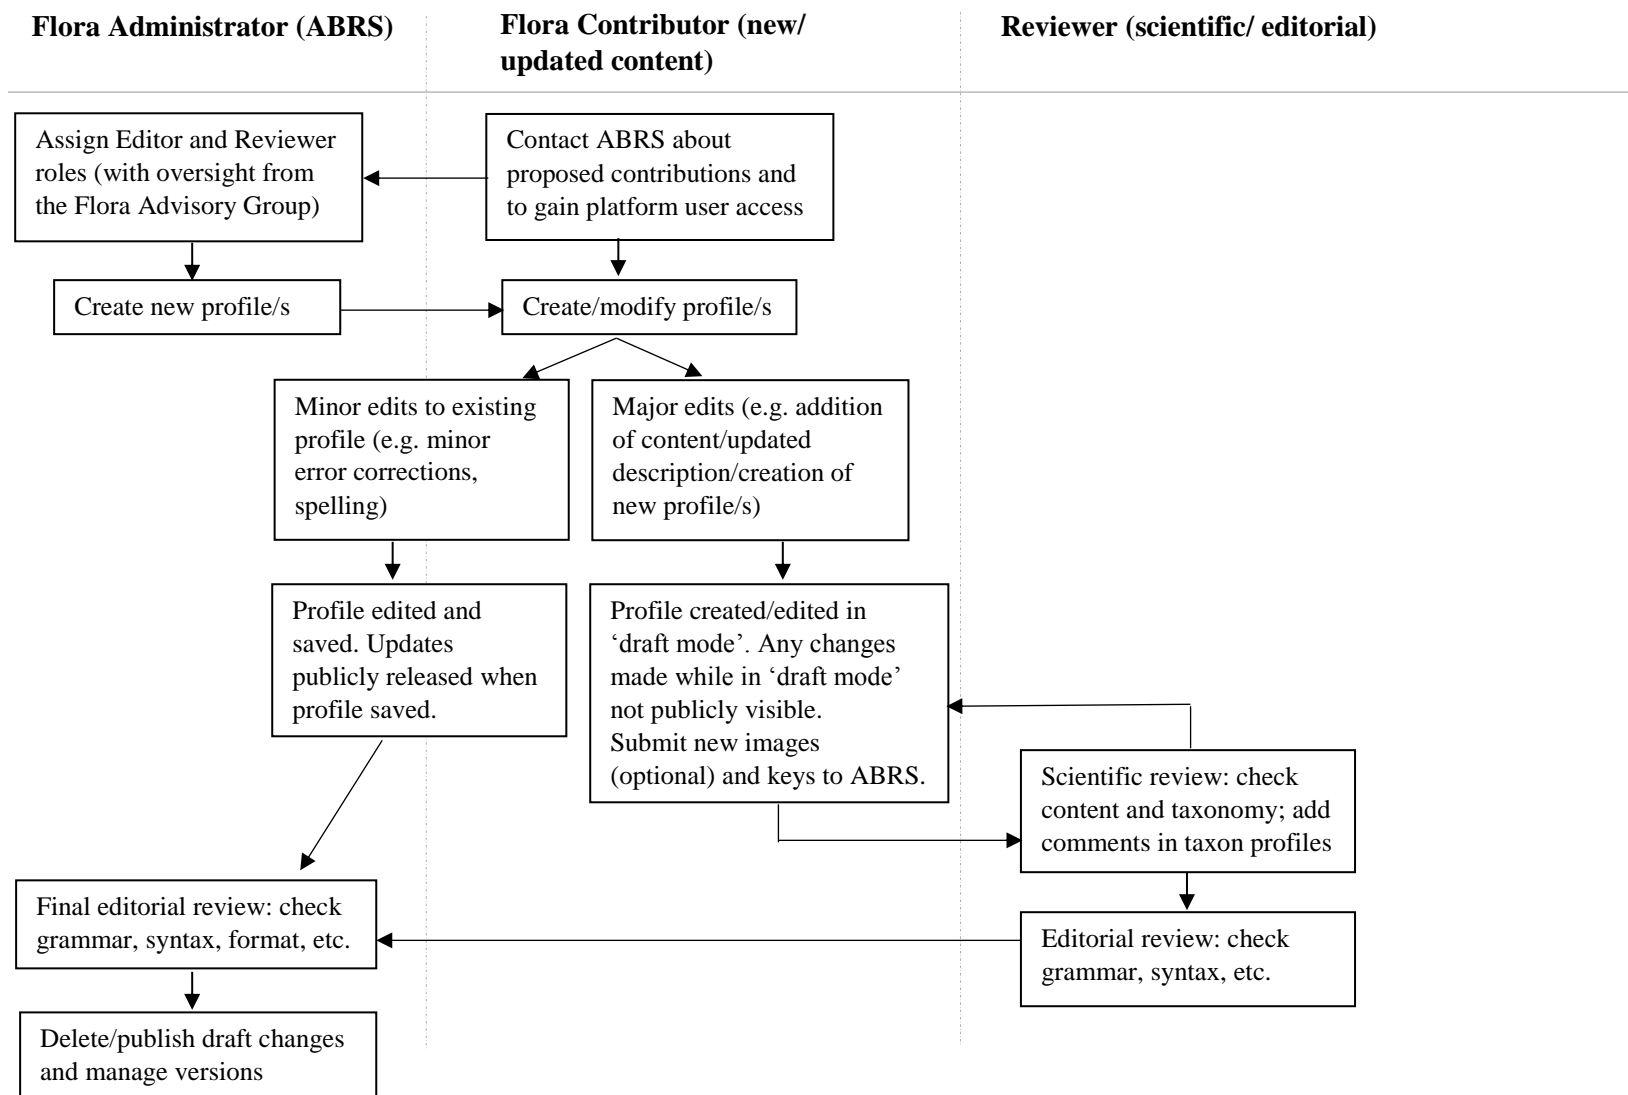 Flora Administrator (ABRS)
Flora Contributor (new/
updated content)
Reviewer (scientific/ editorial)
Assign Editor and Reviewer
roles (with oversight from
the Flora Advisory Group)
Contact ABRS about
proposed contributions and
to gain platform user access
Create new profile/s
Create/modify profile/s
Minor edits to existing
profile (e.g. minor
error corrections,
spelling)
Major edits (e.g. addition
of content/updated
description/creation of
new profile/s)
Profile edited and
saved. Updates
publicly released when
profile saved.
Profile created/edited in
‘draft mode’. Any changes
made while in ‘draft mode’
not publicly visible.
Submit new images
(optional) and keys to ABRS.
Scientific review: check
content and taxonomy; add
comments in taxon profiles
Final editorial review: check
grammar, syntax, format, etc.
Editorial review: check
grammar, syntax, etc.
Delete/publish draft changes
and manage versions